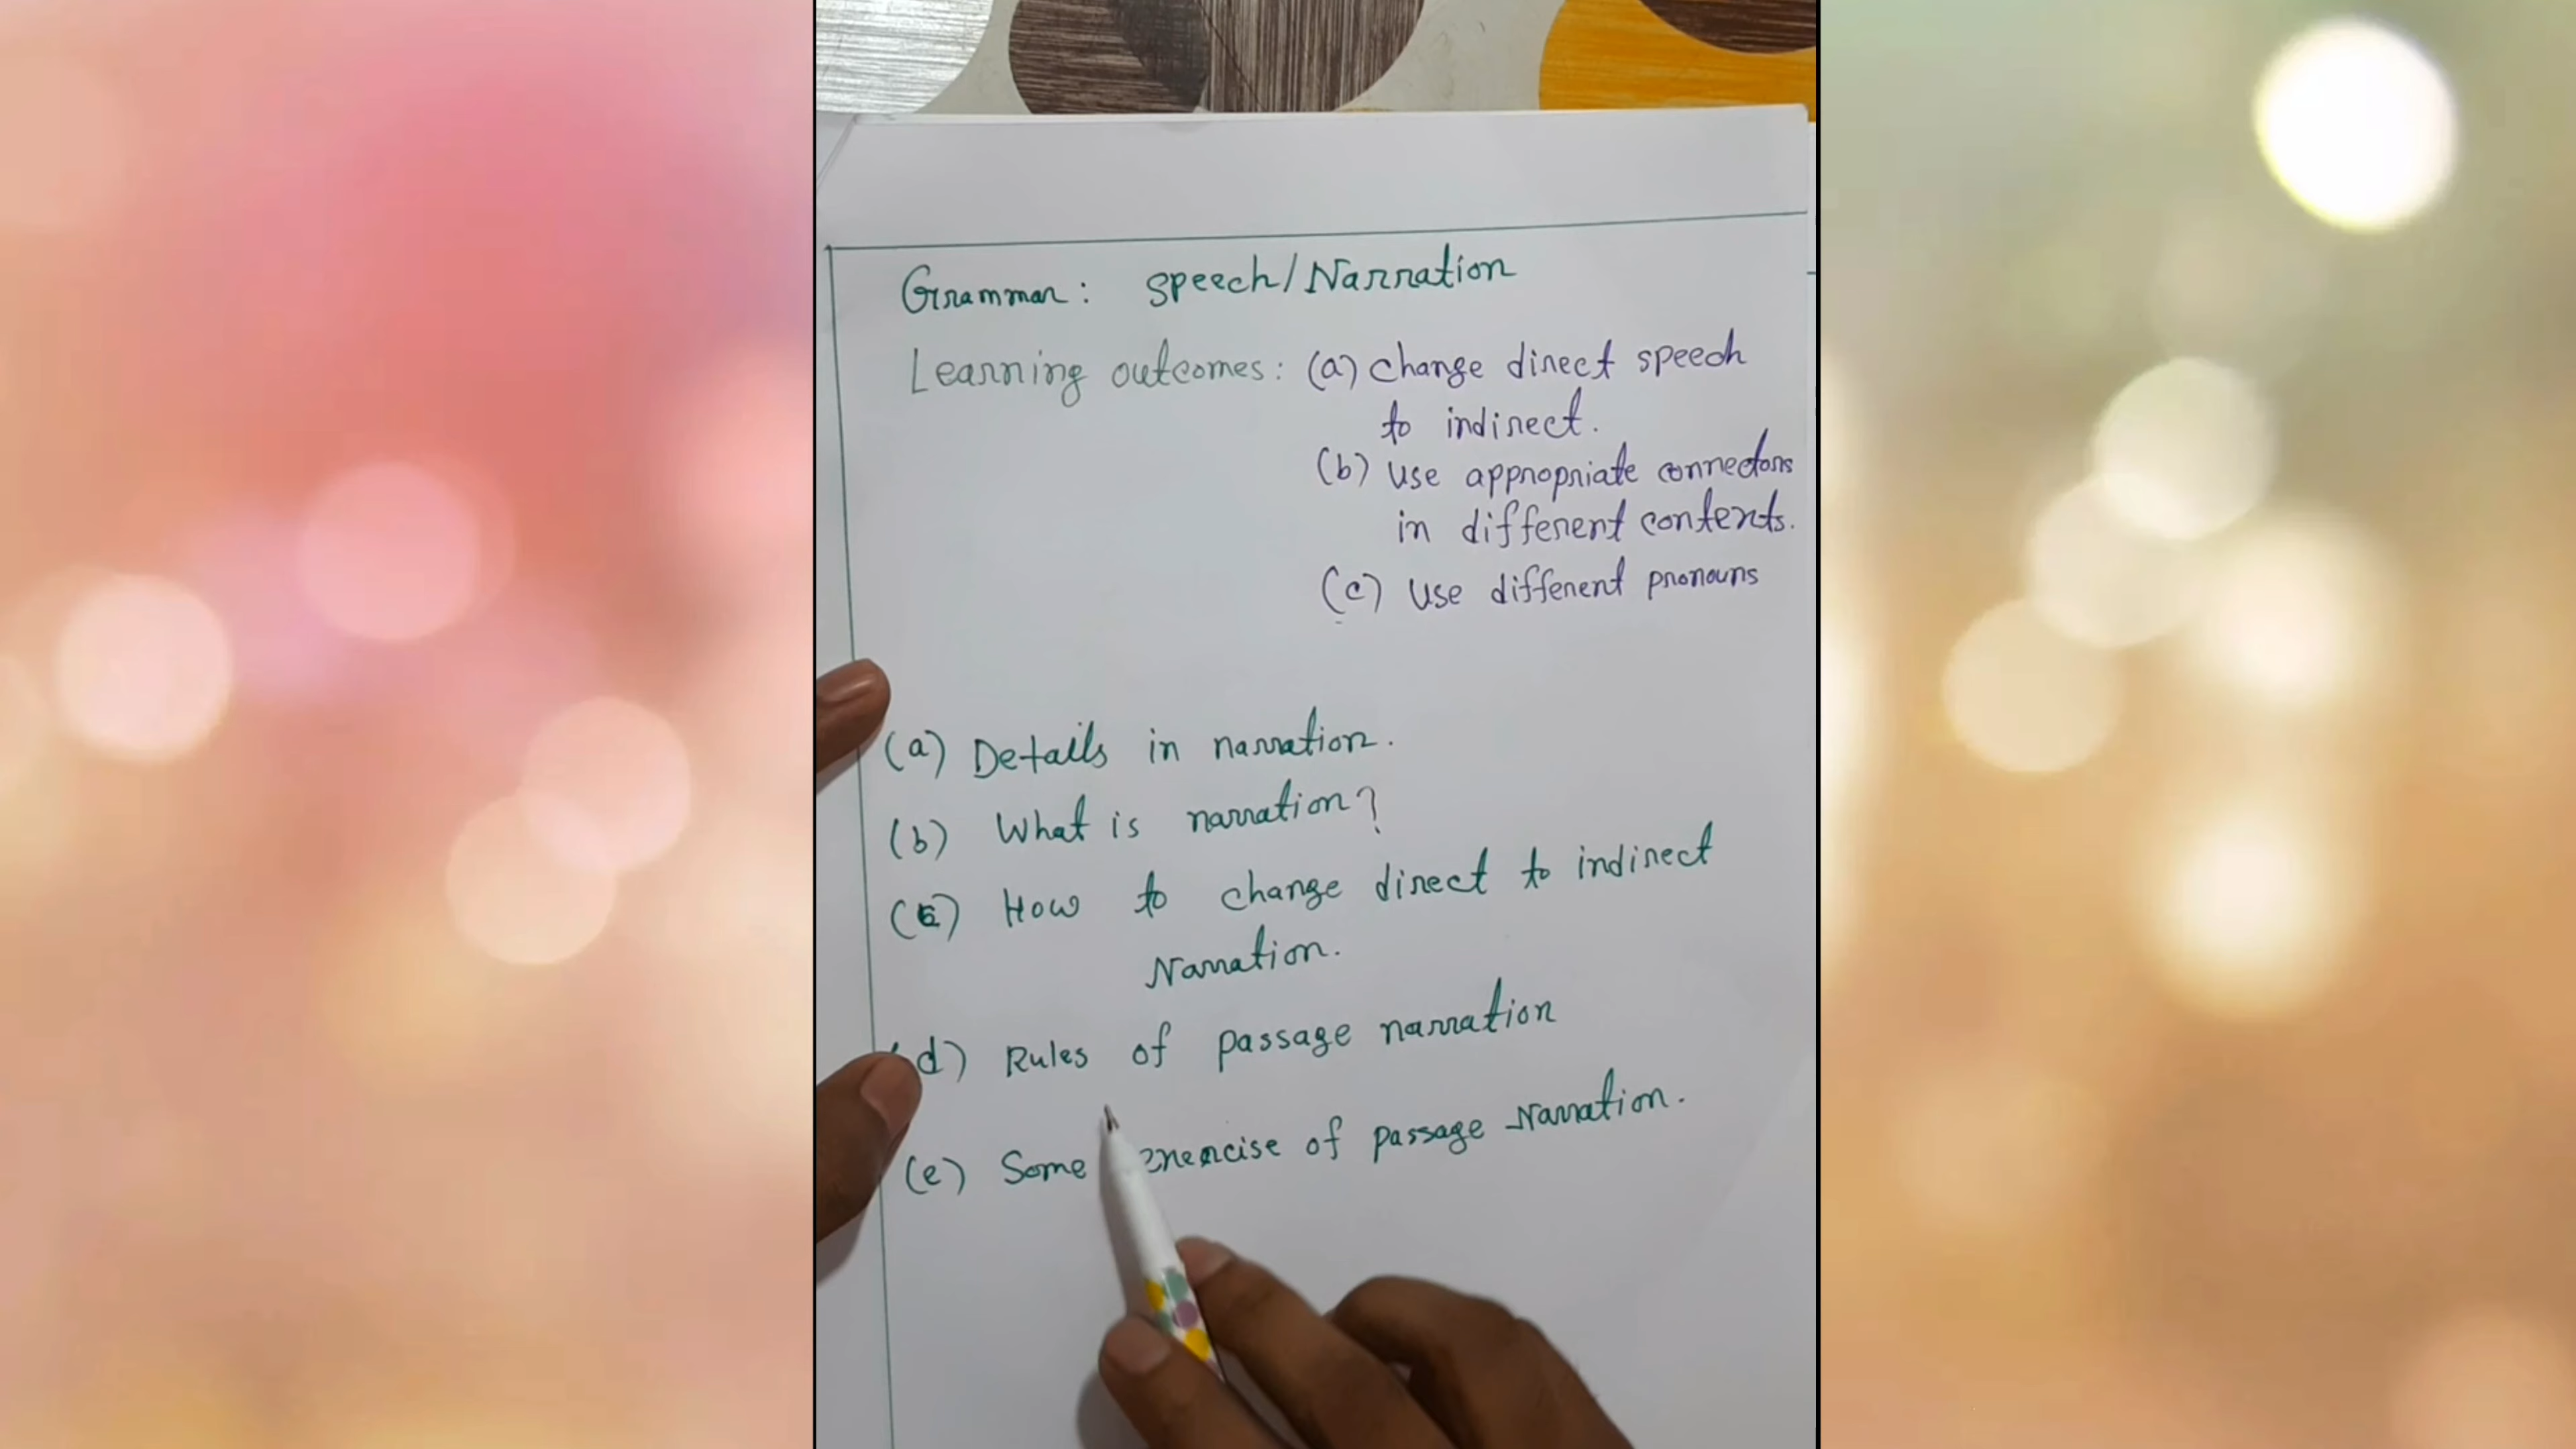 Grammar: Speech/Narration
Learning outcomes: (a) change direct speech
to indirect.
(b) use appropriate connectors
in different contents.
(c) use different pronouns
(a) Details in narration.
(b) What is narration?
(c) How to change direct to indirect
Narration.
(d) Rules of passage narration
(e) Some exercise of passage Narration.